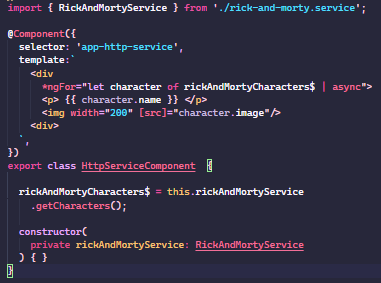 import { RickAndMortyService } from './rick-and-morty.service';
@Component({
selector: 'app-http-service',
template:`
<div
*ngFor="let character of rickAndMortyCharacters$ | async">
<p> {{ character.name }} </p>
<img width="200" [src]="character.image"/>
<div>
`,
})
export class HttpServiceComponent {
rickAndMortyCharacters$ = this.rickAndMortyService
.getCharacters();
constructor(
private rickAndMortyService: RickAndMortyService
) { }
}